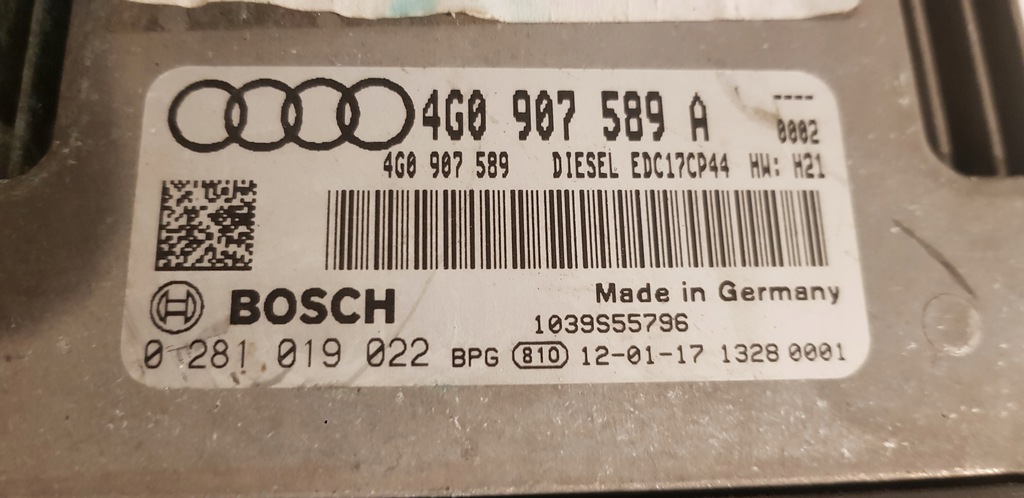 4G0 907 589 A ----
0002
4G0 907 589 DIESEL EDC17CP44 HW: H21
BOSCH
Made in Germany
1039S55796
0 281 019 022 BPG 810 12-01-17 1328 0001